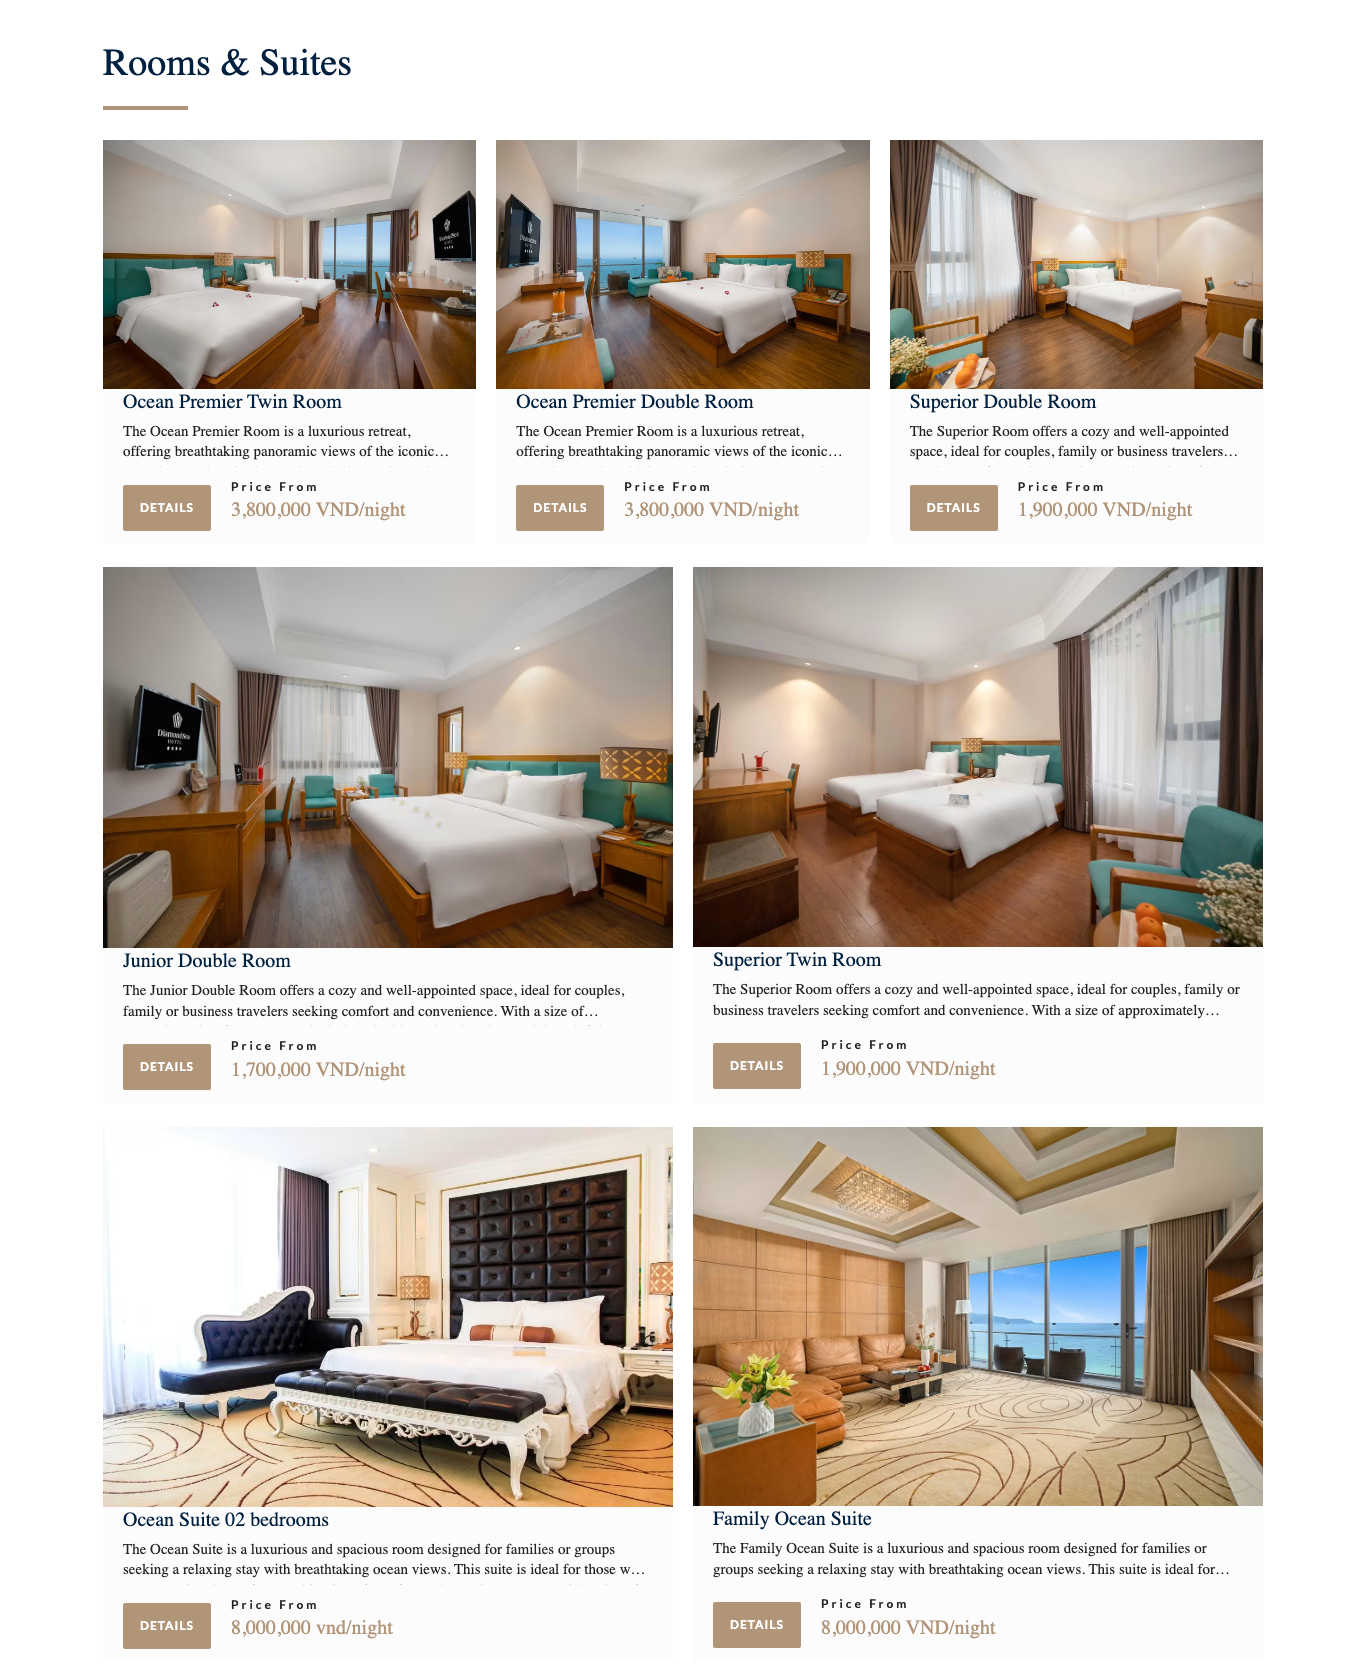 Rooms & Suites
DiamondSea
HOTEL
Ocean Premier Twin Room
The Ocean Premier Room is a luxurious retreat,
offering breathtaking panoramic views of the iconic…
DETAILS
Price From
3,800,000 VND/night
DiamondSea
HOTEL
Ocean Premier Double Room
The Ocean Premier Room is a luxurious retreat,
offering breathtaking panoramic views of the iconic…
DETAILS
Price From
3,800,000 VND/night
Superior Double Room
The Superior Room offers a cozy and well-appointed
space, ideal for couples, family or business travelers…
DETAILS
Price From
1,900,000 VND/night
DiamondSea
HOTEL
Junior Double Room
The Junior Double Room offers a cozy and well-appointed space, ideal for couples,
family or business travelers seeking comfort and convenience. With a size of…
DETAILS
Price From
1,700,000 VND/night
Superior Twin Room
The Superior Room offers a cozy and well-appointed space, ideal for couples, family or
business travelers seeking comfort and convenience. With a size of approximately…
DETAILS
Price From
1,900,000 VND/night
Ocean Suite 02 bedrooms
The Ocean Suite is a luxurious and spacious room designed for families or groups
seeking a relaxing stay with breathtaking ocean views. This suite is ideal for those w…
DETAILS
Price From
8,000,000 vnd/night
Family Ocean Suite
The Family Ocean Suite is a luxurious and spacious room designed for families or
groups seeking a relaxing stay with breathtaking ocean views. This suite is ideal for…
DETAILS
Price From
8,000,000 VND/night